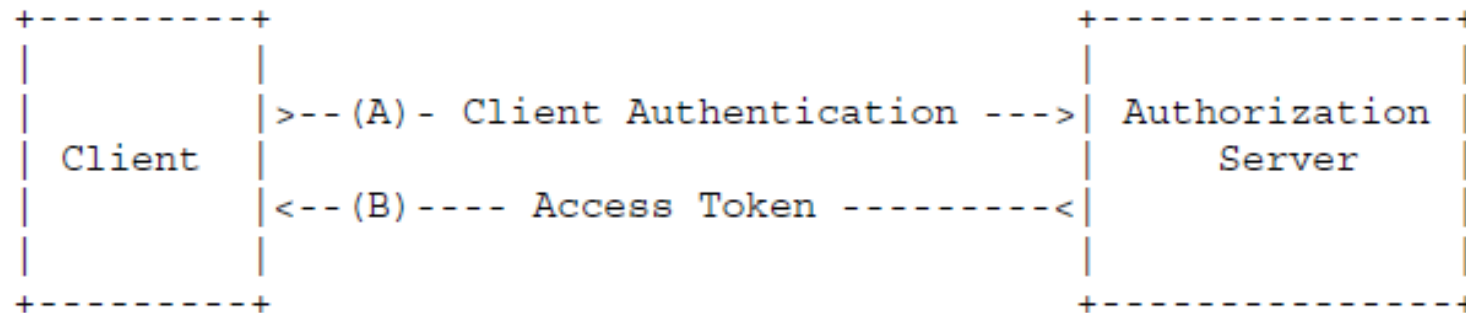 +---------+                                  +---------------+
|         |                                  |               |
|         |>--(A)- Client Authentication --->| Authorization |
| Client  |                                  |     Server    |
|         |<--(B)---- Access Token ---------<|               |
|         |                                  |               |
+---------+                                  +---------------+